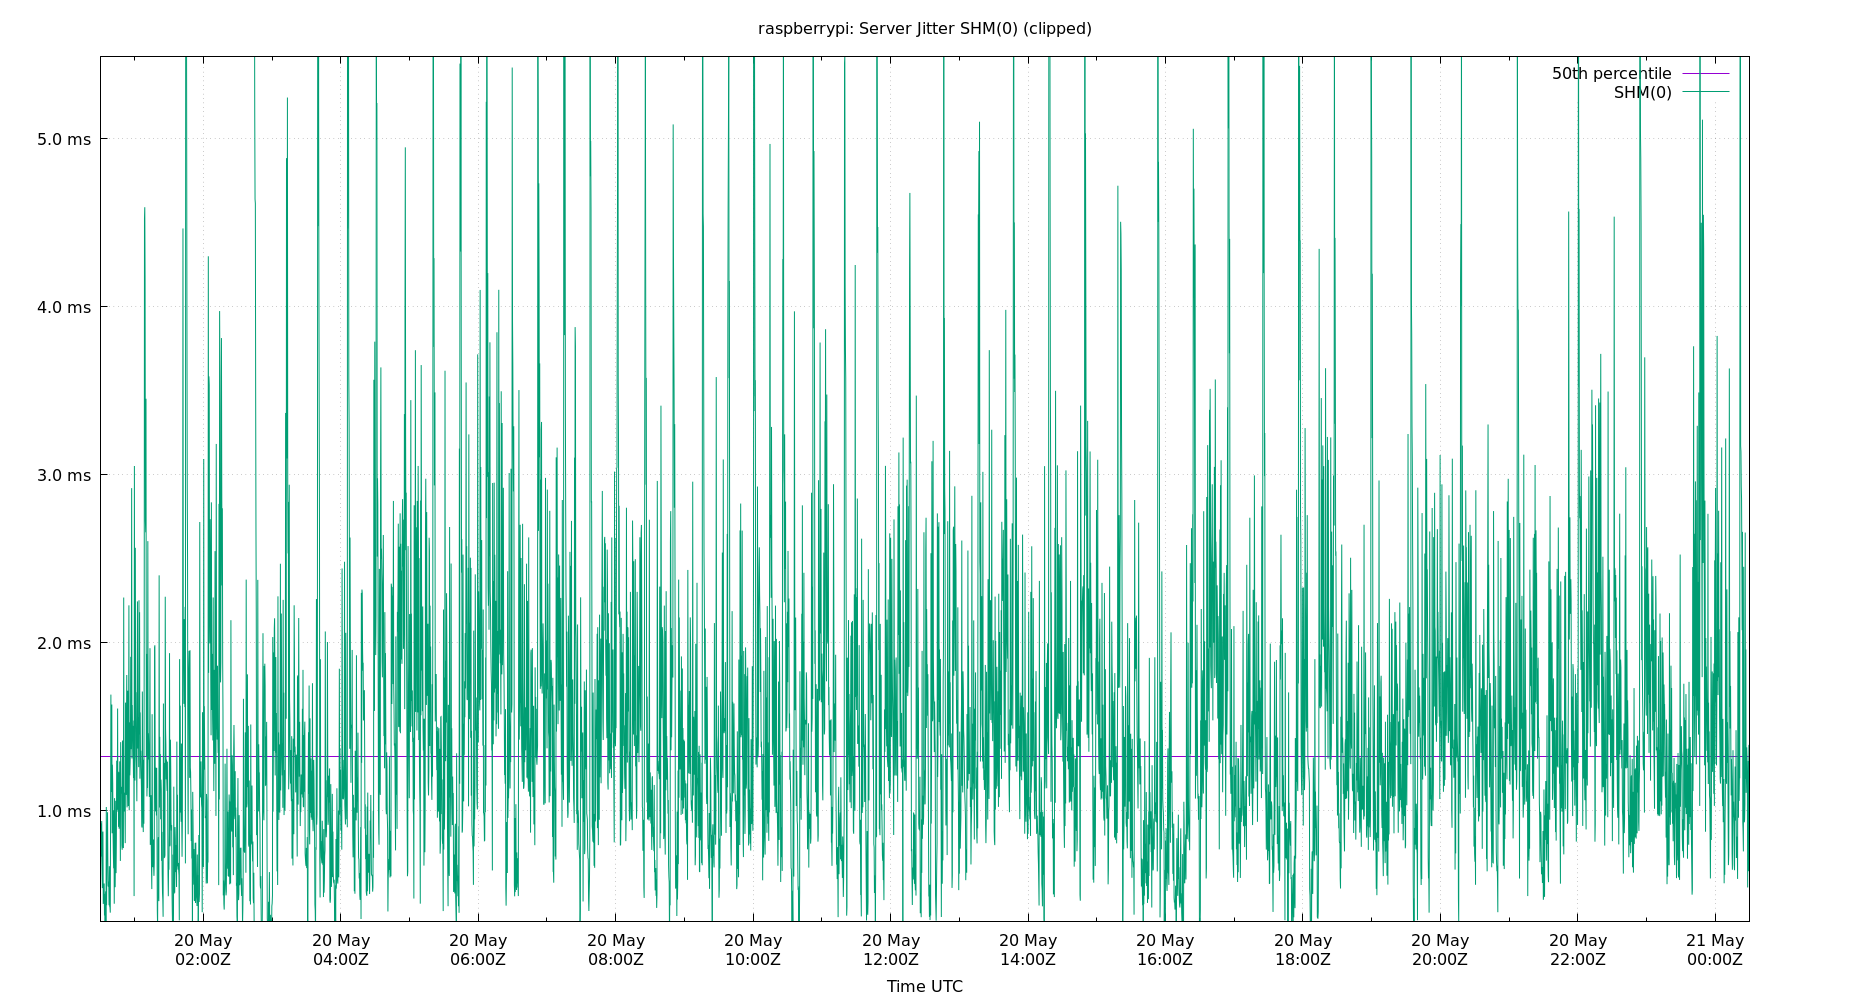 raspberrypi: Server Jitter SHM(0) (clipped)
50th percentile
SHM(0)
5.0 ms
4.0 ms
3.0 ms
2.0 ms
1.0 ms
20 May 20 May 20 May 20 May 20 May 20 May 20 May 20 May 20 May 20 May 20 May 21 May
02:00Z 04:00Z 06:00Z 08:00Z 10:00Z 12:00Z 14:00Z 16:00Z 18:00Z 20:00Z 22:00Z 00:00Z
Time UTC